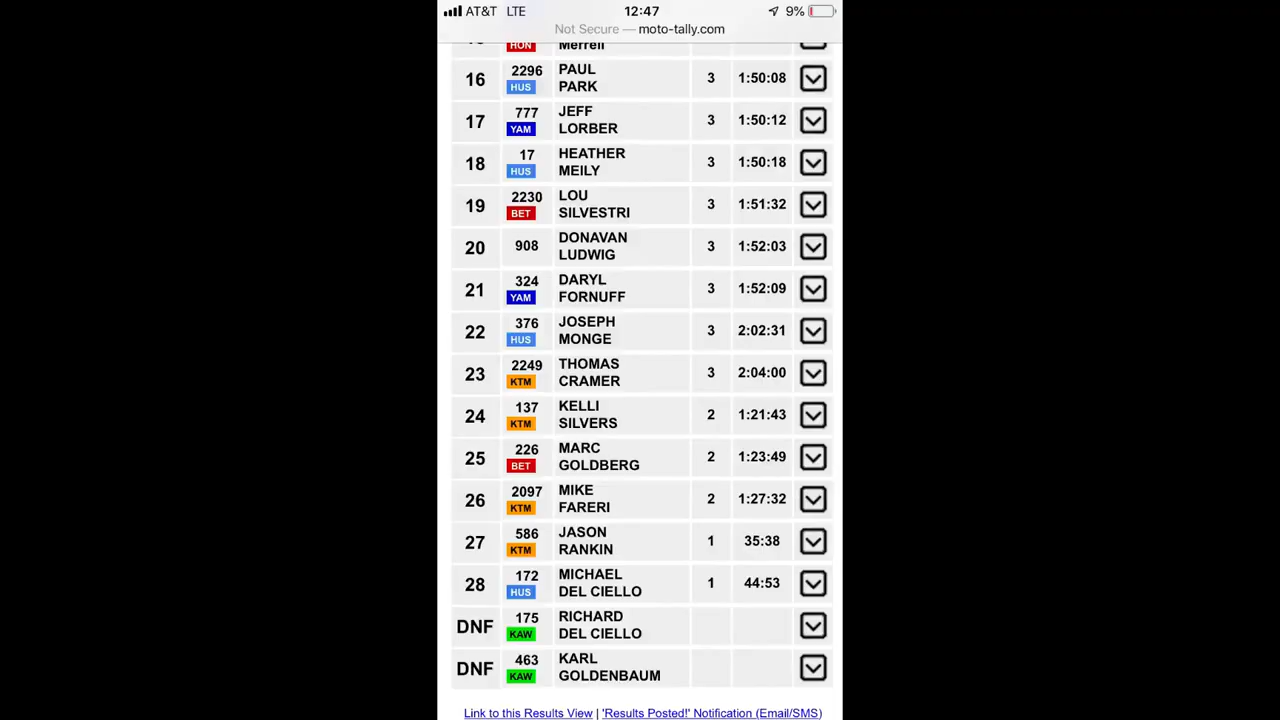 AT&T LTE 12:47 9%
Not Secure — moto-tally.com
HON Merrell
16 2296 HUS PAUL PARK 3 1:50:08
17 777 YAM JEFF LORBER 3 1:50:12
18 17 HUS HEATHER MEILY 3 1:50:18
19 2230 BET LOU SILVESTRI 3 1:51:32
20 908 DONAVAN LUDWIG 3 1:52:03
21 324 YAM DARYL FORNUFF 3 1:52:09
22 376 HUS JOSEPH MONGE 3 2:02:31
23 2249 KTM THOMAS CRAMER 3 2:04:00
24 137 KTM KELLI SILVERS 2 1:21:43
25 226 BET MARC GOLDBERG 2 1:23:49
26 2097 KTM MIKE FARERI 2 1:27:32
27 586 KTM JASON RANKIN 1 35:38
28 172 HUS MICHAEL DEL CIELLO 1 44:53
DNF 175 KAW RICHARD DEL CIELLO
DNF 463 KAW KARL GOLDENBAUM
Link to this Results View | 'Results Posted!' Notification (Email/SMS)